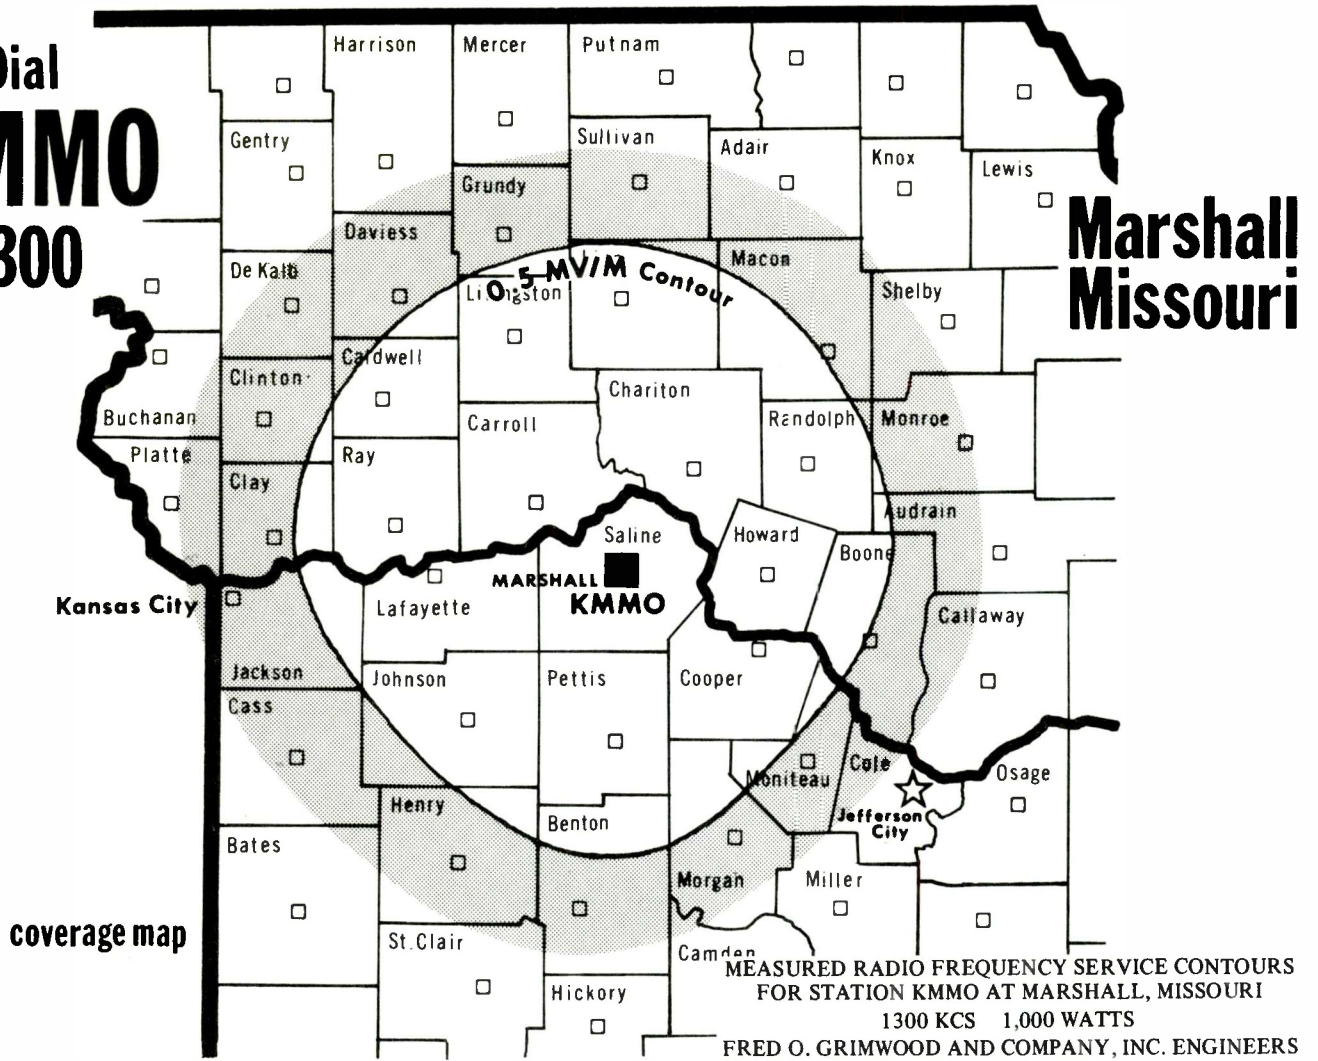 Dial
MMO
300
Marshall
Missouri
Harrison
Mercer
Putnam
Gentry
Sullivan
Adair
Knox
Lewis
Grundy
Daviess
De Kalb
Macon
Shelby
0.5 MV/M Contour
Livingston
Caldwell
Clinton
Chariton
Buchanan
Carroll
Randolph
Monroe
Platte
Ray
Clay
Audrain
Saline
Howard
Boone
MARSHALL
KMMO
Kansas City
Lafayette
Callaway
Jackson
Johnson
Pettis
Cooper
Cass
Moniteau
Cole
Osage
Henry
Benton
Jefferson
City
Bates
Morgan
Miller
coverage map
St. Clair
Camden
Hickory
MEASURED RADIO FREQUENCY SERVICE CONTOURS
FOR STATION KMMO AT MARSHALL, MISSOURI
1300 KCS 1,000 WATTS
FRED O. GRIMWOOD AND COMPANY, INC. ENGINEERS